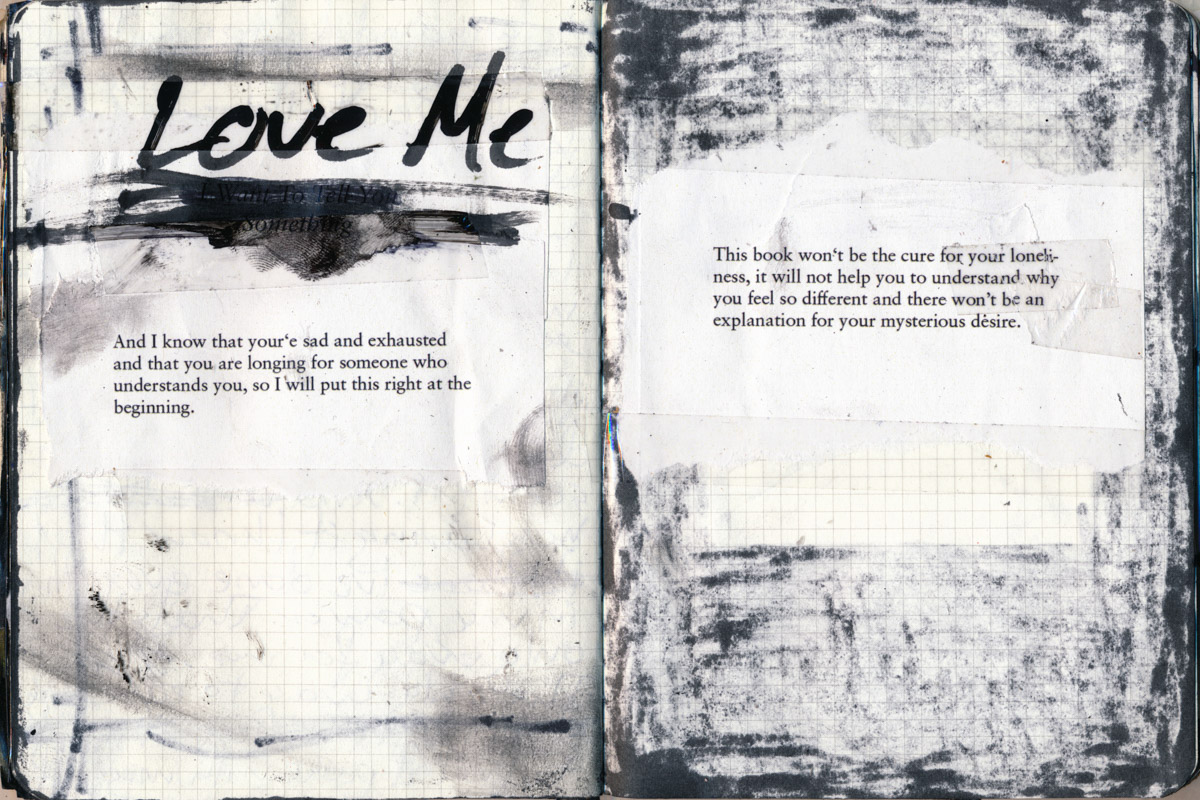 Love Me
I Want To Tell You
Something
And I know that your‘e sad and exhausted
and that you are longing for someone who
understands you, so I will put this right at the
beginning.
This book won‘t be the cure for your loneli-
ness, it will not help you to understand why
you feel so different and there won’t be an
explanation for your mysterious desire.